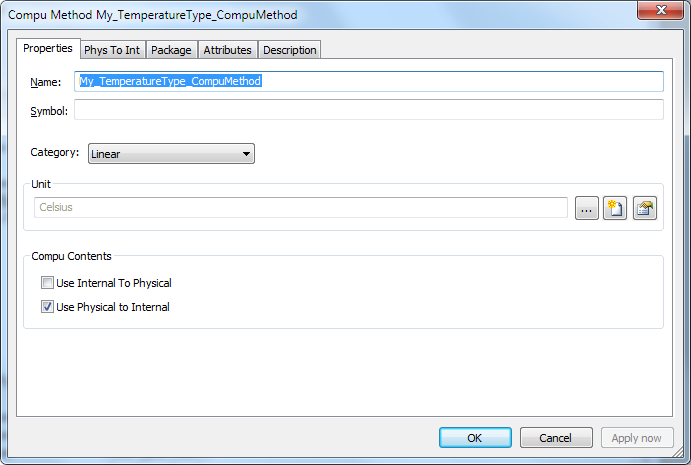 Compu Method My_TemperatureType_CompuMethod
Properties Phys To Int Package Attributes Description
Name: My_TemperatureType_CompuMethod
Symbol:
Category: Linear
Unit
Celsius ...
Compu Contents
Use Internal To Physical
Use Physical to Internal
OK Cancel Apply now